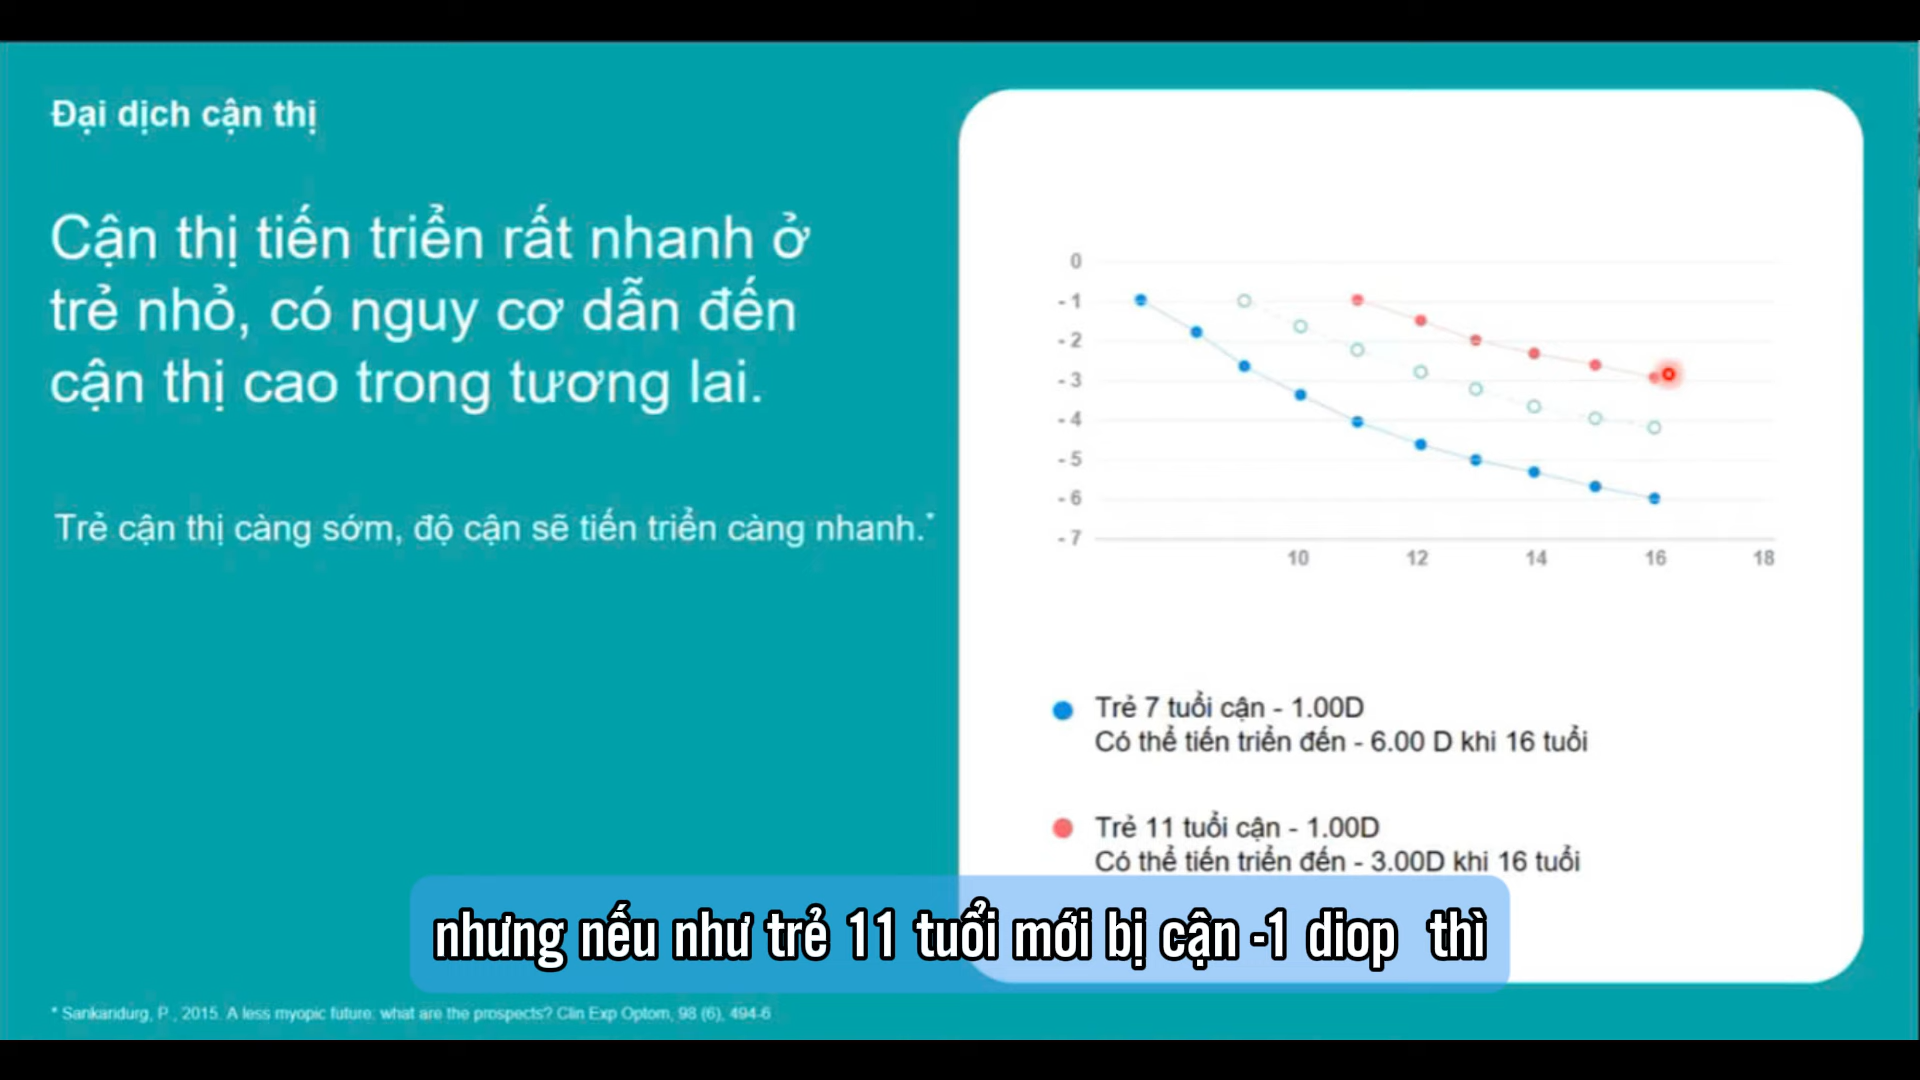 Đại dịch cận thị
Cận thị tiến triển rất nhanh ở
trẻ nhỏ, có nguy cơ dẫn đến
cận thị cao trong tương lai.
Trẻ cận thị càng sớm, độ cận sẽ tiến triển càng nhanh.*
0
- 1
- 2
- 3
- 4
- 5
- 6
- 7
10 12 14 16 18
Trẻ 7 tuổi cận - 1.00D
Có thể tiến triển đến - 6.00 D khi 16 tuổi
Trẻ 11 tuổi cận - 1.00D
Có thể tiến triển đến - 3.00D khi 16 tuổi
nhưng nếu như trẻ 11 tuổi mới bị cận -1 diop thì
* Sankaridurg, P., 2015. A less myopic future: what are the prospects? Clin Exp Optom, 98 (6), 494-6